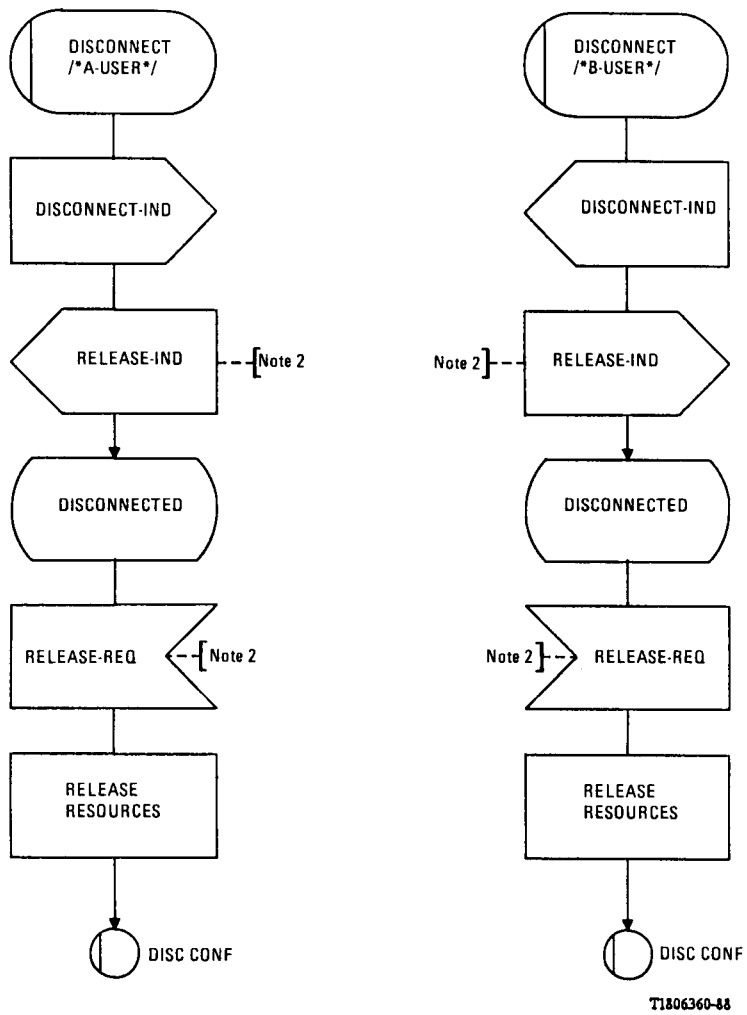 DISCONNECT
/*A-USER*/
DISCONNECT-IND
RELEASE-IND
Note 2
DISCONNECTED
RELEASE-REQ
Note 2
RELEASE
RESOURCES
DISC CONF
DISCONNECT
/*B-USER*/
DISCONNECT-IND
Note 2
RELEASE-IND
DISCONNECTED
Note 2
RELEASE-REQ
RELEASE
RESOURCES
DISC CONF
T1806360-88